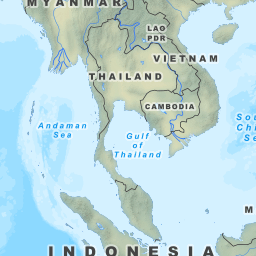 MYANMAR
LAO
PDR
VIETNAM
THAILAND
CAMBODIA
Andaman
Sea
Gulf
of
Thailand
Sou
Chi
Se
M
INDONESIA